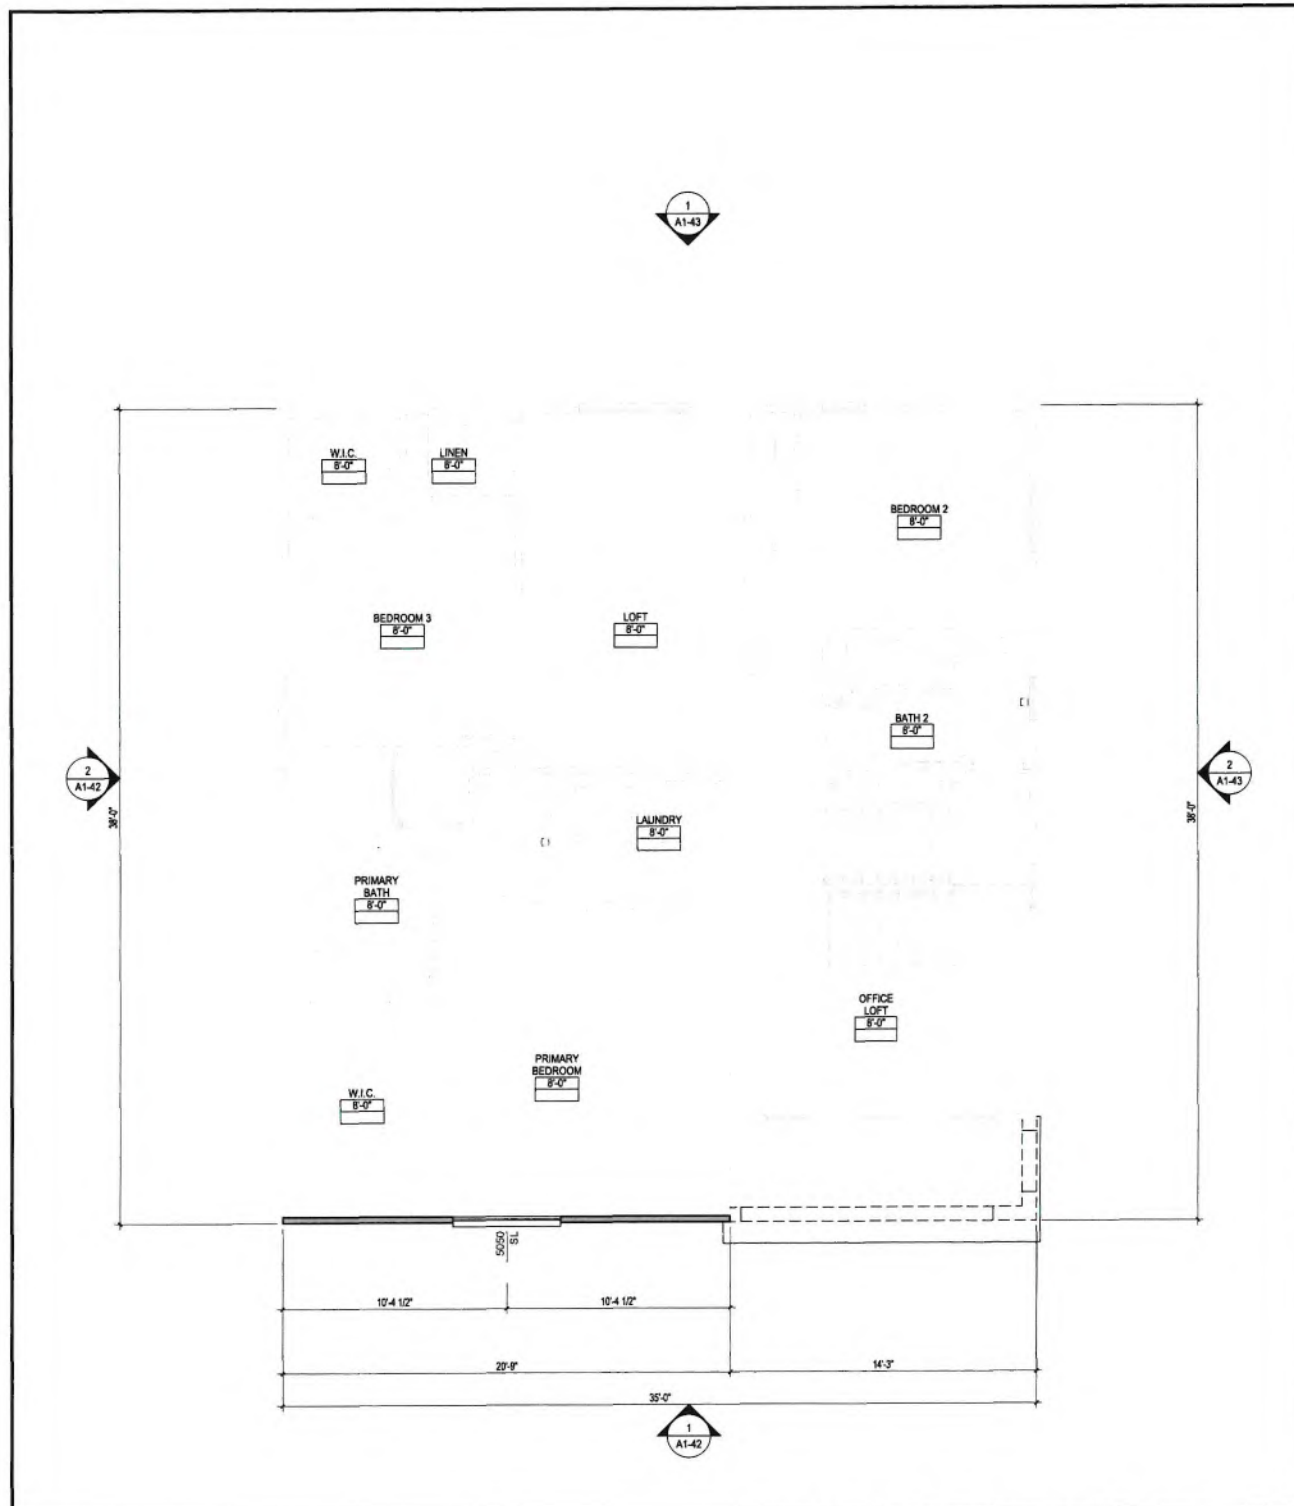 1
A1-43
W.I.C.
8'-0"
LINEN
8'-0"
BEDROOM 2
8'-0"
BEDROOM 3
8'-0"
LOFT
8'-0"
BATH 2
8'-0"
2
A1-42
38'-0"
2
A1-43
38'-0"
LAUNDRY
8'-0"
PRIMARY
BATH
8'-0"
OFFICE
LOFT
8'-0"
PRIMARY
BEDROOM
8'-0"
W.I.C.
8'-0"
5050
SL
10'-4 1/2"
10'-4 1/2"
20'-9"
14'-3"
35'-0"
1
A1-42